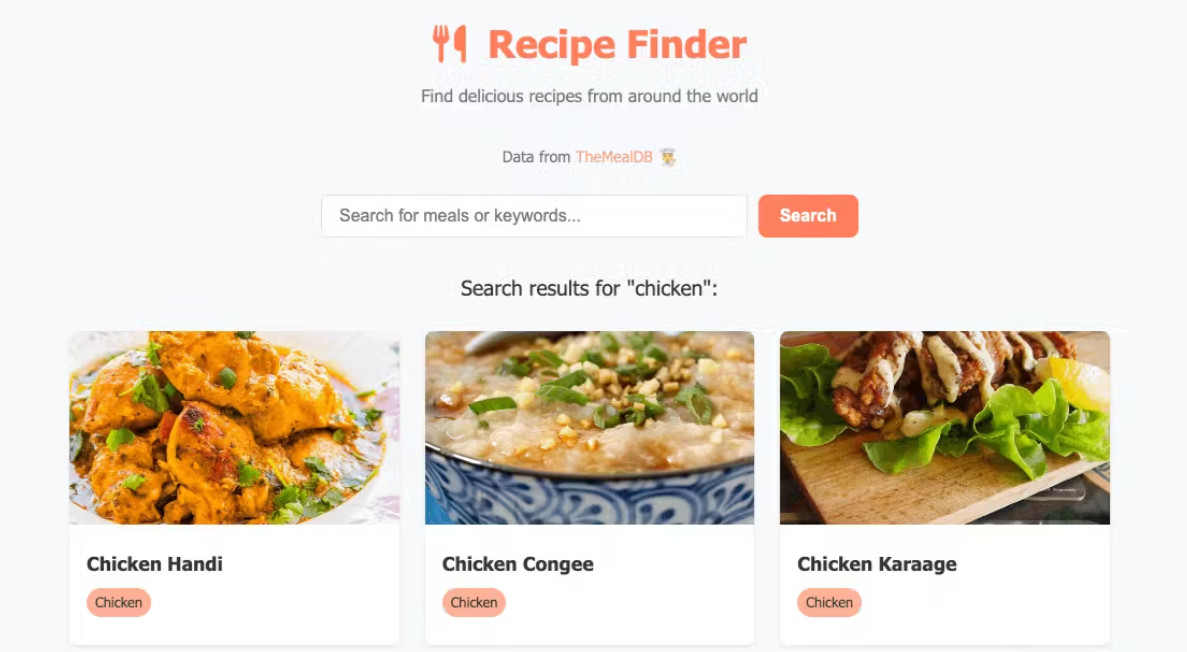 Recipe Finder
Find delicious recipes from around the world
Data from TheMealDB 👨‍🍳
Search for meals or keywords...
Search
Search results for "chicken":
Chicken Handi
Chicken
Chicken Congee
Chicken
Chicken Karaage
Chicken